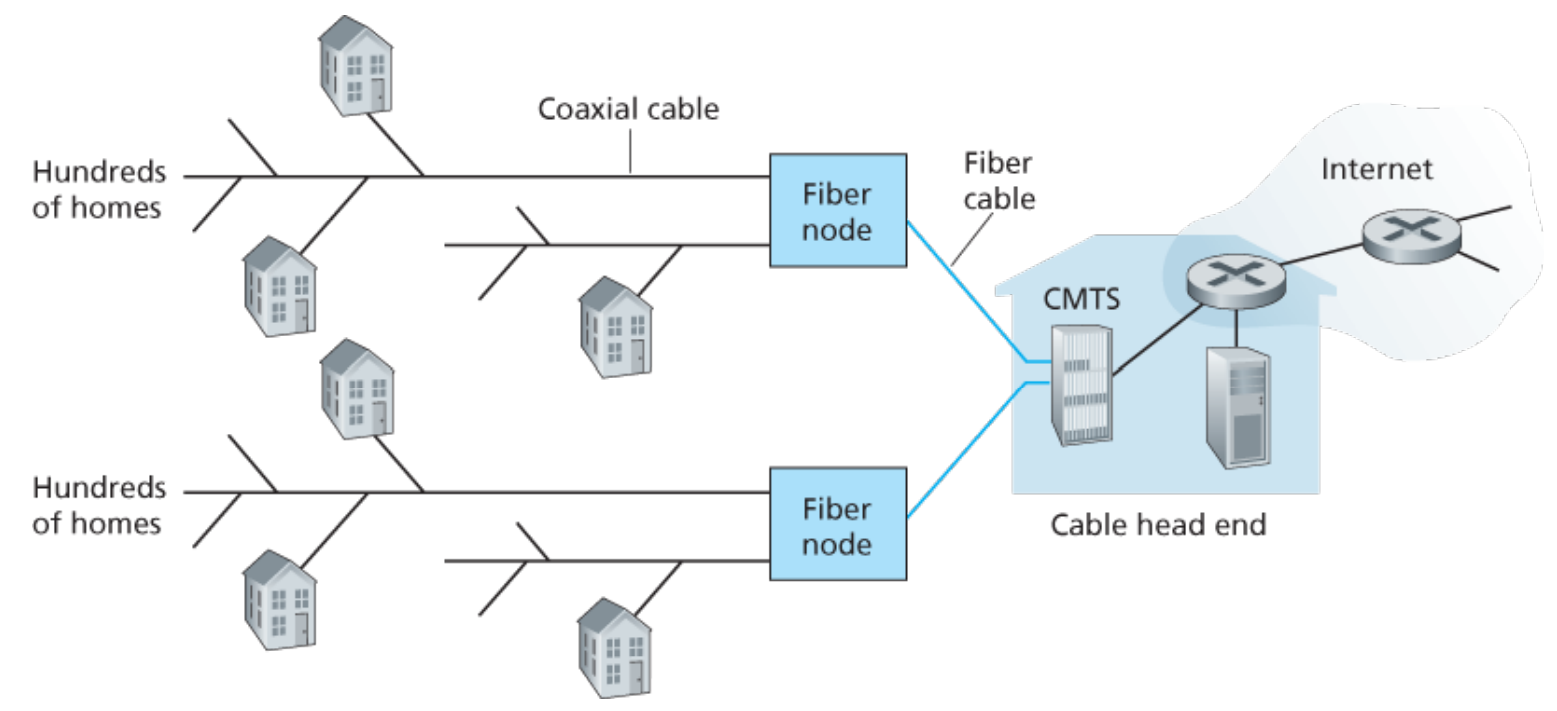 Coaxial cable
Hundreds
of homes
Fiber
node
Fiber
cable
Internet
CMTS
Hundreds
of homes
Fiber
node
Cable head end